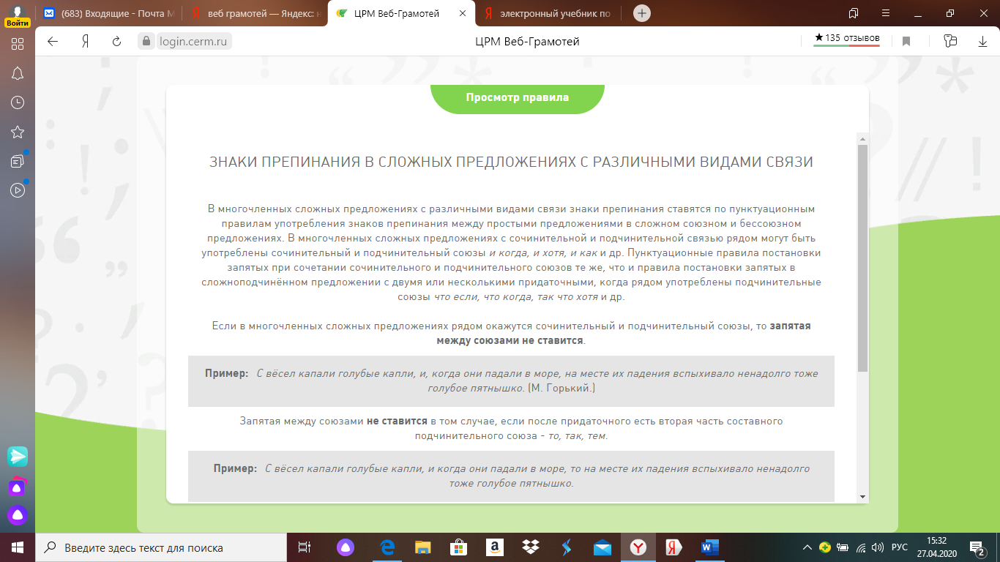 (683) Входящие - Почта М
веб грамотей — Яндекс: н
ЦРМ Веб-Грамотей
электронный учебник по
Войти
login.cerm.ru
ЦРМ Веб-Грамотей
★135 отзывов
Просмотр правила
ЗНАКИ ПРЕПИНАНИЯ В СЛОЖНЫХ ПРЕДЛОЖЕНИЯХ С РАЗЛИЧНЫМИ ВИДАМИ СВЯЗИ
В многочленных сложных предложениях с различными видами связи знаки препинания ставятся по пунктуационным
правилам употребления знаков препинания между простыми предложениями в сложном союзном и бессоюзном
предложениях. В многочленных сложных предложениях с сочинительной и подчинительной связью рядом могут быть
употреблены сочинительный и подчинительный союзы и когда, и хотя, и как и др. Пунктуационные правила постановки
запятых при сочетании сочинительного и подчинительного союзов те же, что и правила постановки запятых в
сложноподчинённом предложении с двумя или несколькими придаточными, когда рядом употреблены подчинительные
союзы что если, что когда, так что хотя и др.
Если в многочленных сложных предложениях рядом окажутся сочинительный и подчинительный союзы, то запятая
между союзами не ставится.
Пример: С вёсел капали голубые капли, и, когда они падали в море, на месте их падения вспыхивало ненадолго тоже
голубое пятнышко. (М. Горький.)
Запятая между союзами не ставится в том случае, если после придаточного есть вторая часть составного
подчинительного союза - то, так, тем.
Пример: С вёсел капали голубые капли, и когда они падали в море, то на месте их падения вспыхивало ненадолго
тоже голубое пятнышко.
Введите здесь текст для поиска
РУС
15:32
27.04.2020
2